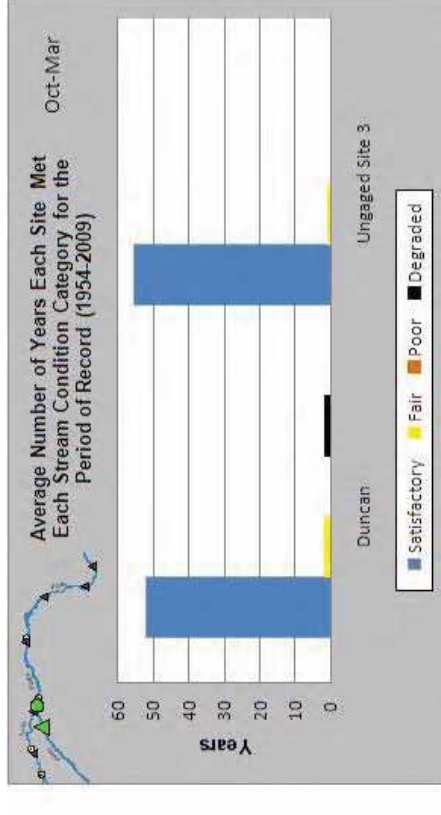 Average Number of Years Each Site Met
Each Stream Condition Category for the
Period of Record (1954-2009)
Oct-Mar
Years
60
50
40
30
20
10
0
Duncan
Ungaged Site 3
Satisfactory
Fair
Poor
Degraded